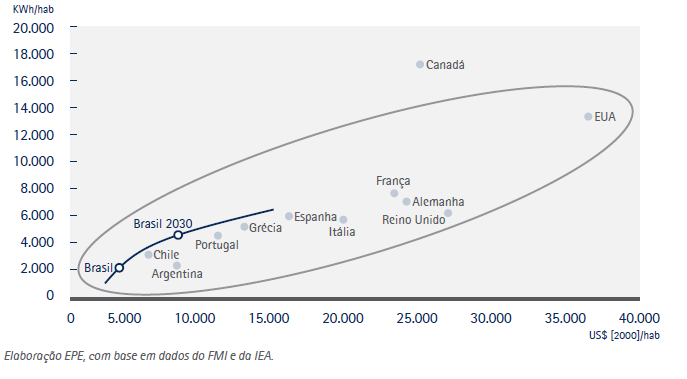 KWh/hab
20.000
18.000
16.000
14.000
12.000
10.000
8.000
6.000
4.000
2.000
0
Canadá
EUA
França
Alemanha
Reino Unido
Espanha
Itália
Brasil 2030
Grécia
Portugal
Chile
Brasil
Argentina
0 5.000 10.000 15.000 20.000 25.000 30.000 35.000 40.000
US$ [2000]/hab
Elaboração EPE, com base em dados do FMI e da IEA.